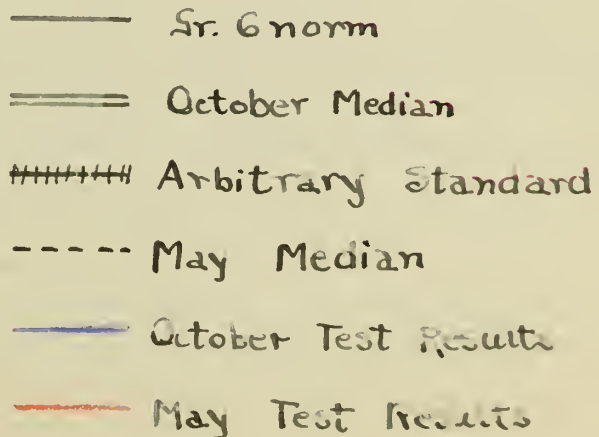 Gr. 6 norm
October Median
Arbitrary Standard
May Median
October Test Results
May Test Results